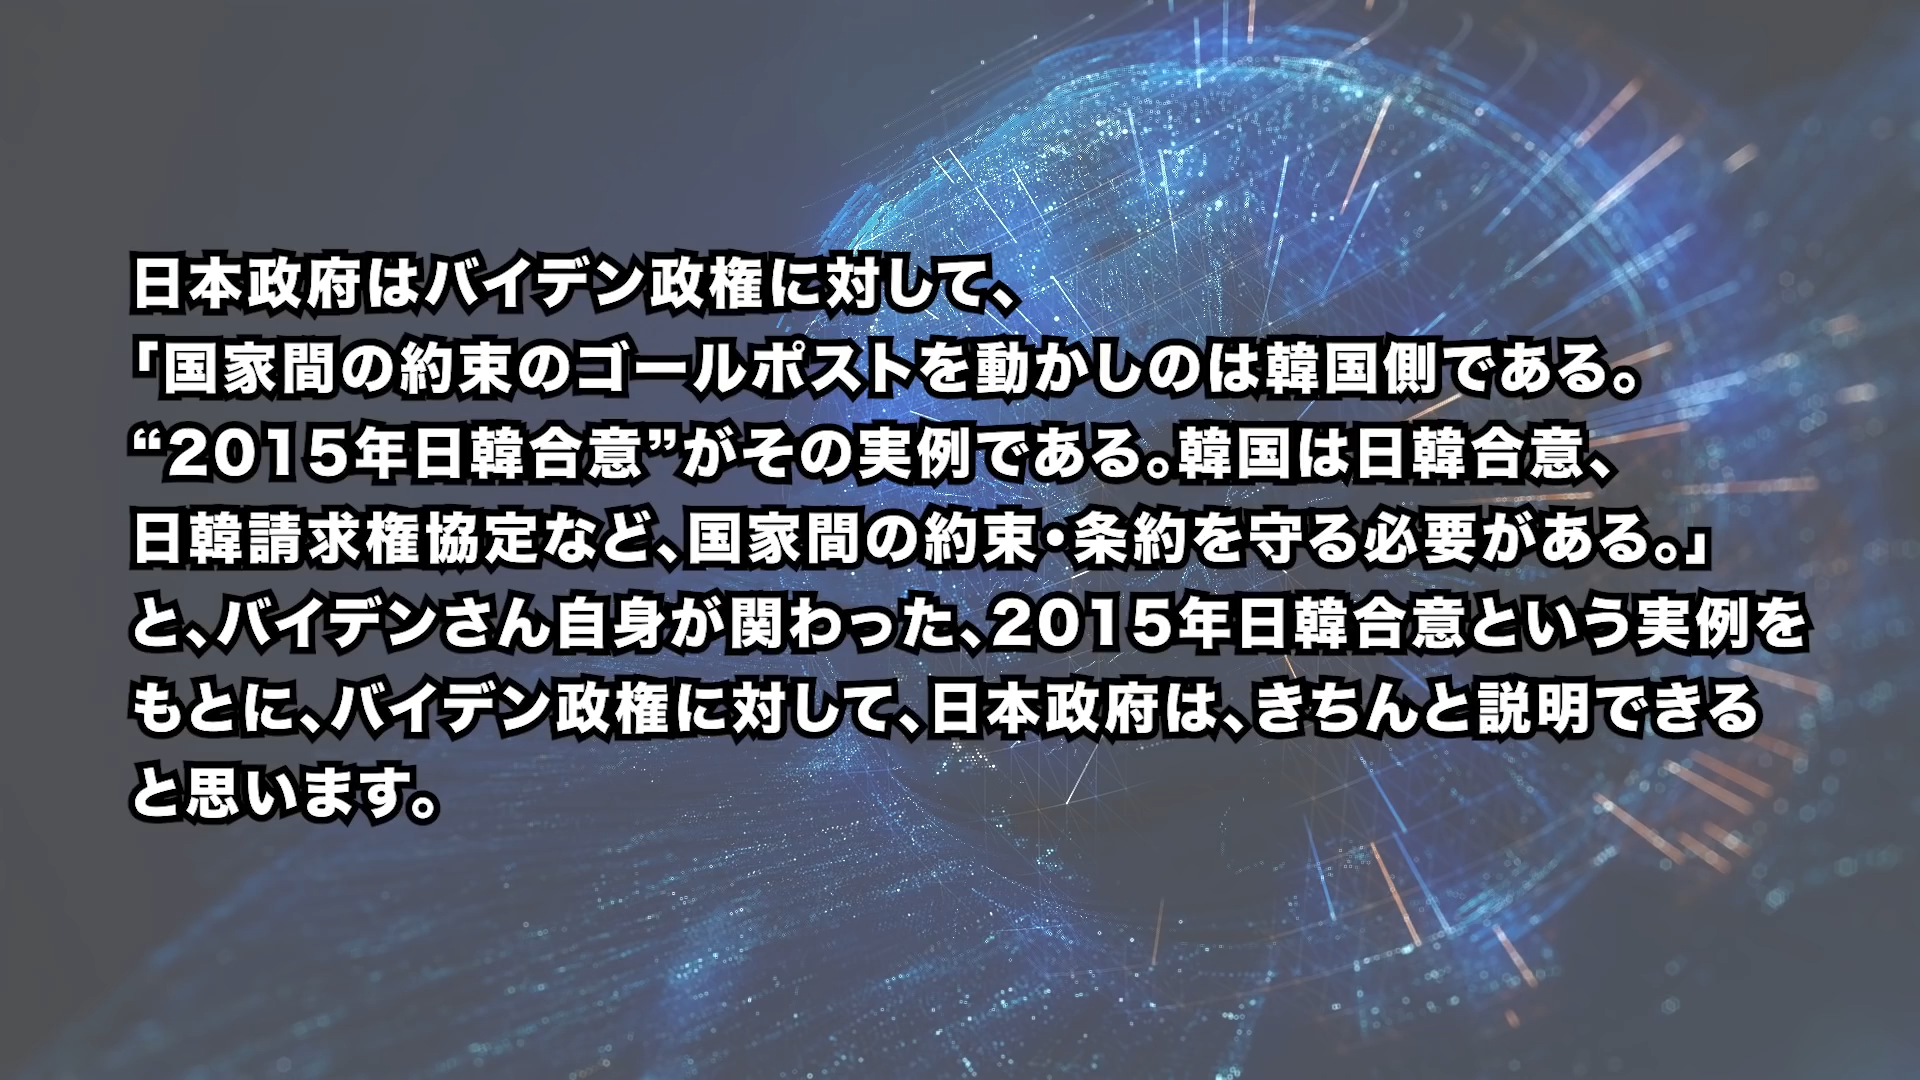 日本政府はバイデン政権に対して、
「国家間の約束のゴールポストを動かしのは韓国側である。
“2015年日韓合意”がその実例である。韓国は日韓合意、
日韓請求権協定など、国家間の約束・条約を守る必要がある。」
と、バイデンさん自身が関わった、2015年日韓合意という実例を
もとに、バイデン政権に対して、日本政府は、きちんと説明できる
と思います。